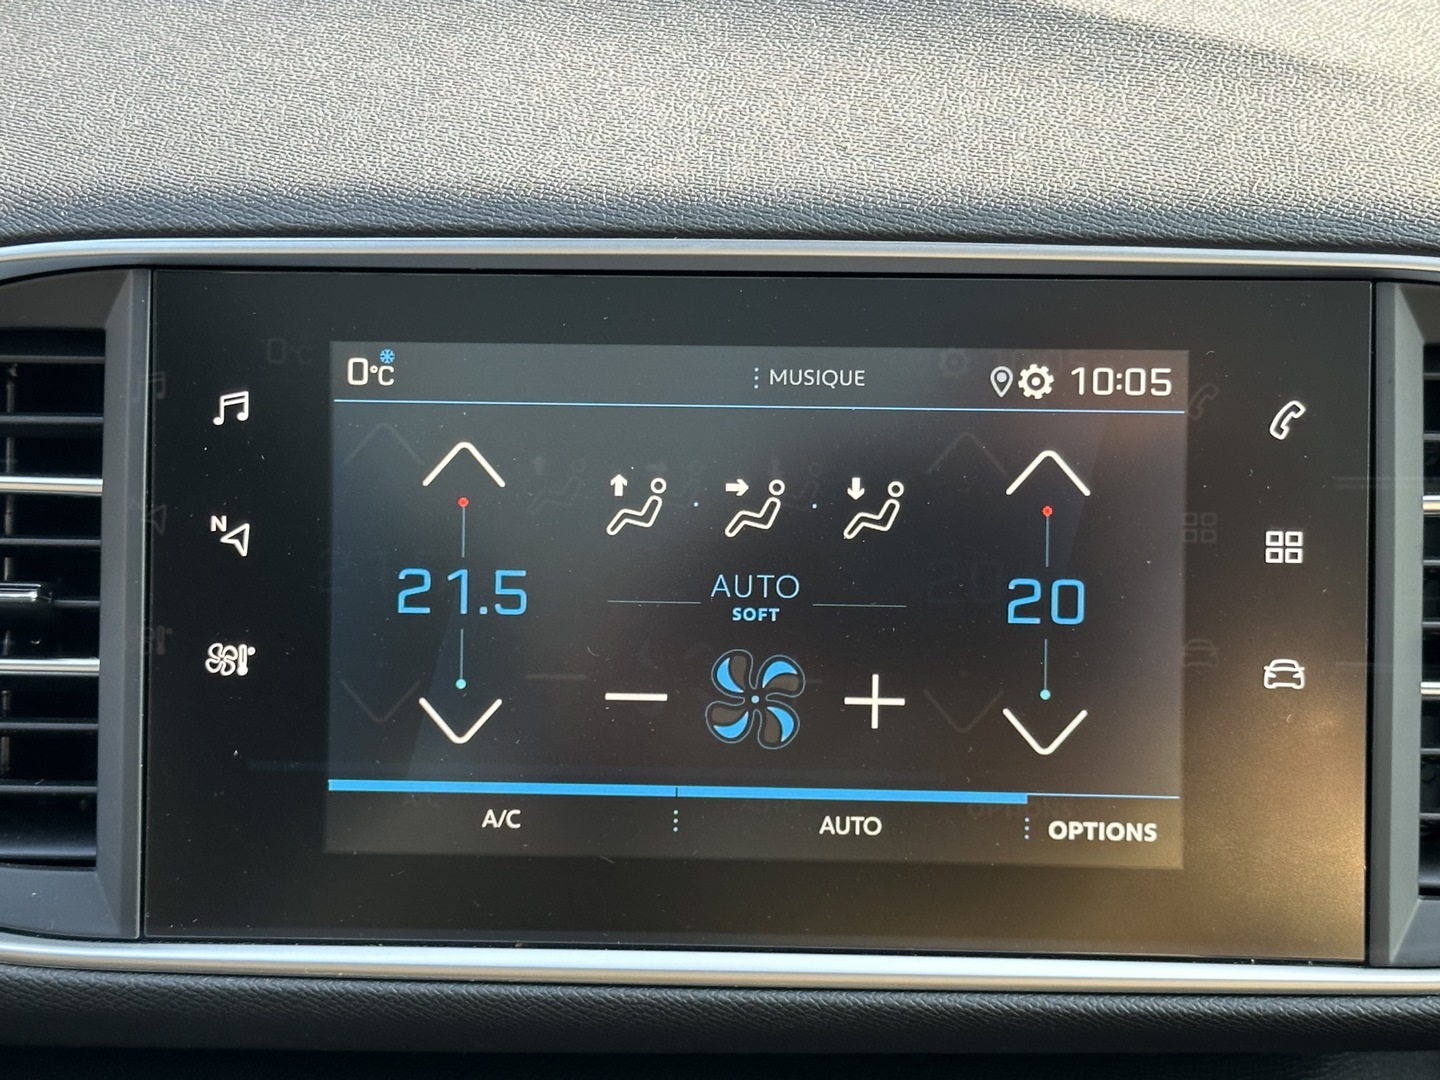 0°C
MUSIQUE
10:05
N
21.5
AUTO
SOFT
20
A/C
AUTO
OPTIONS